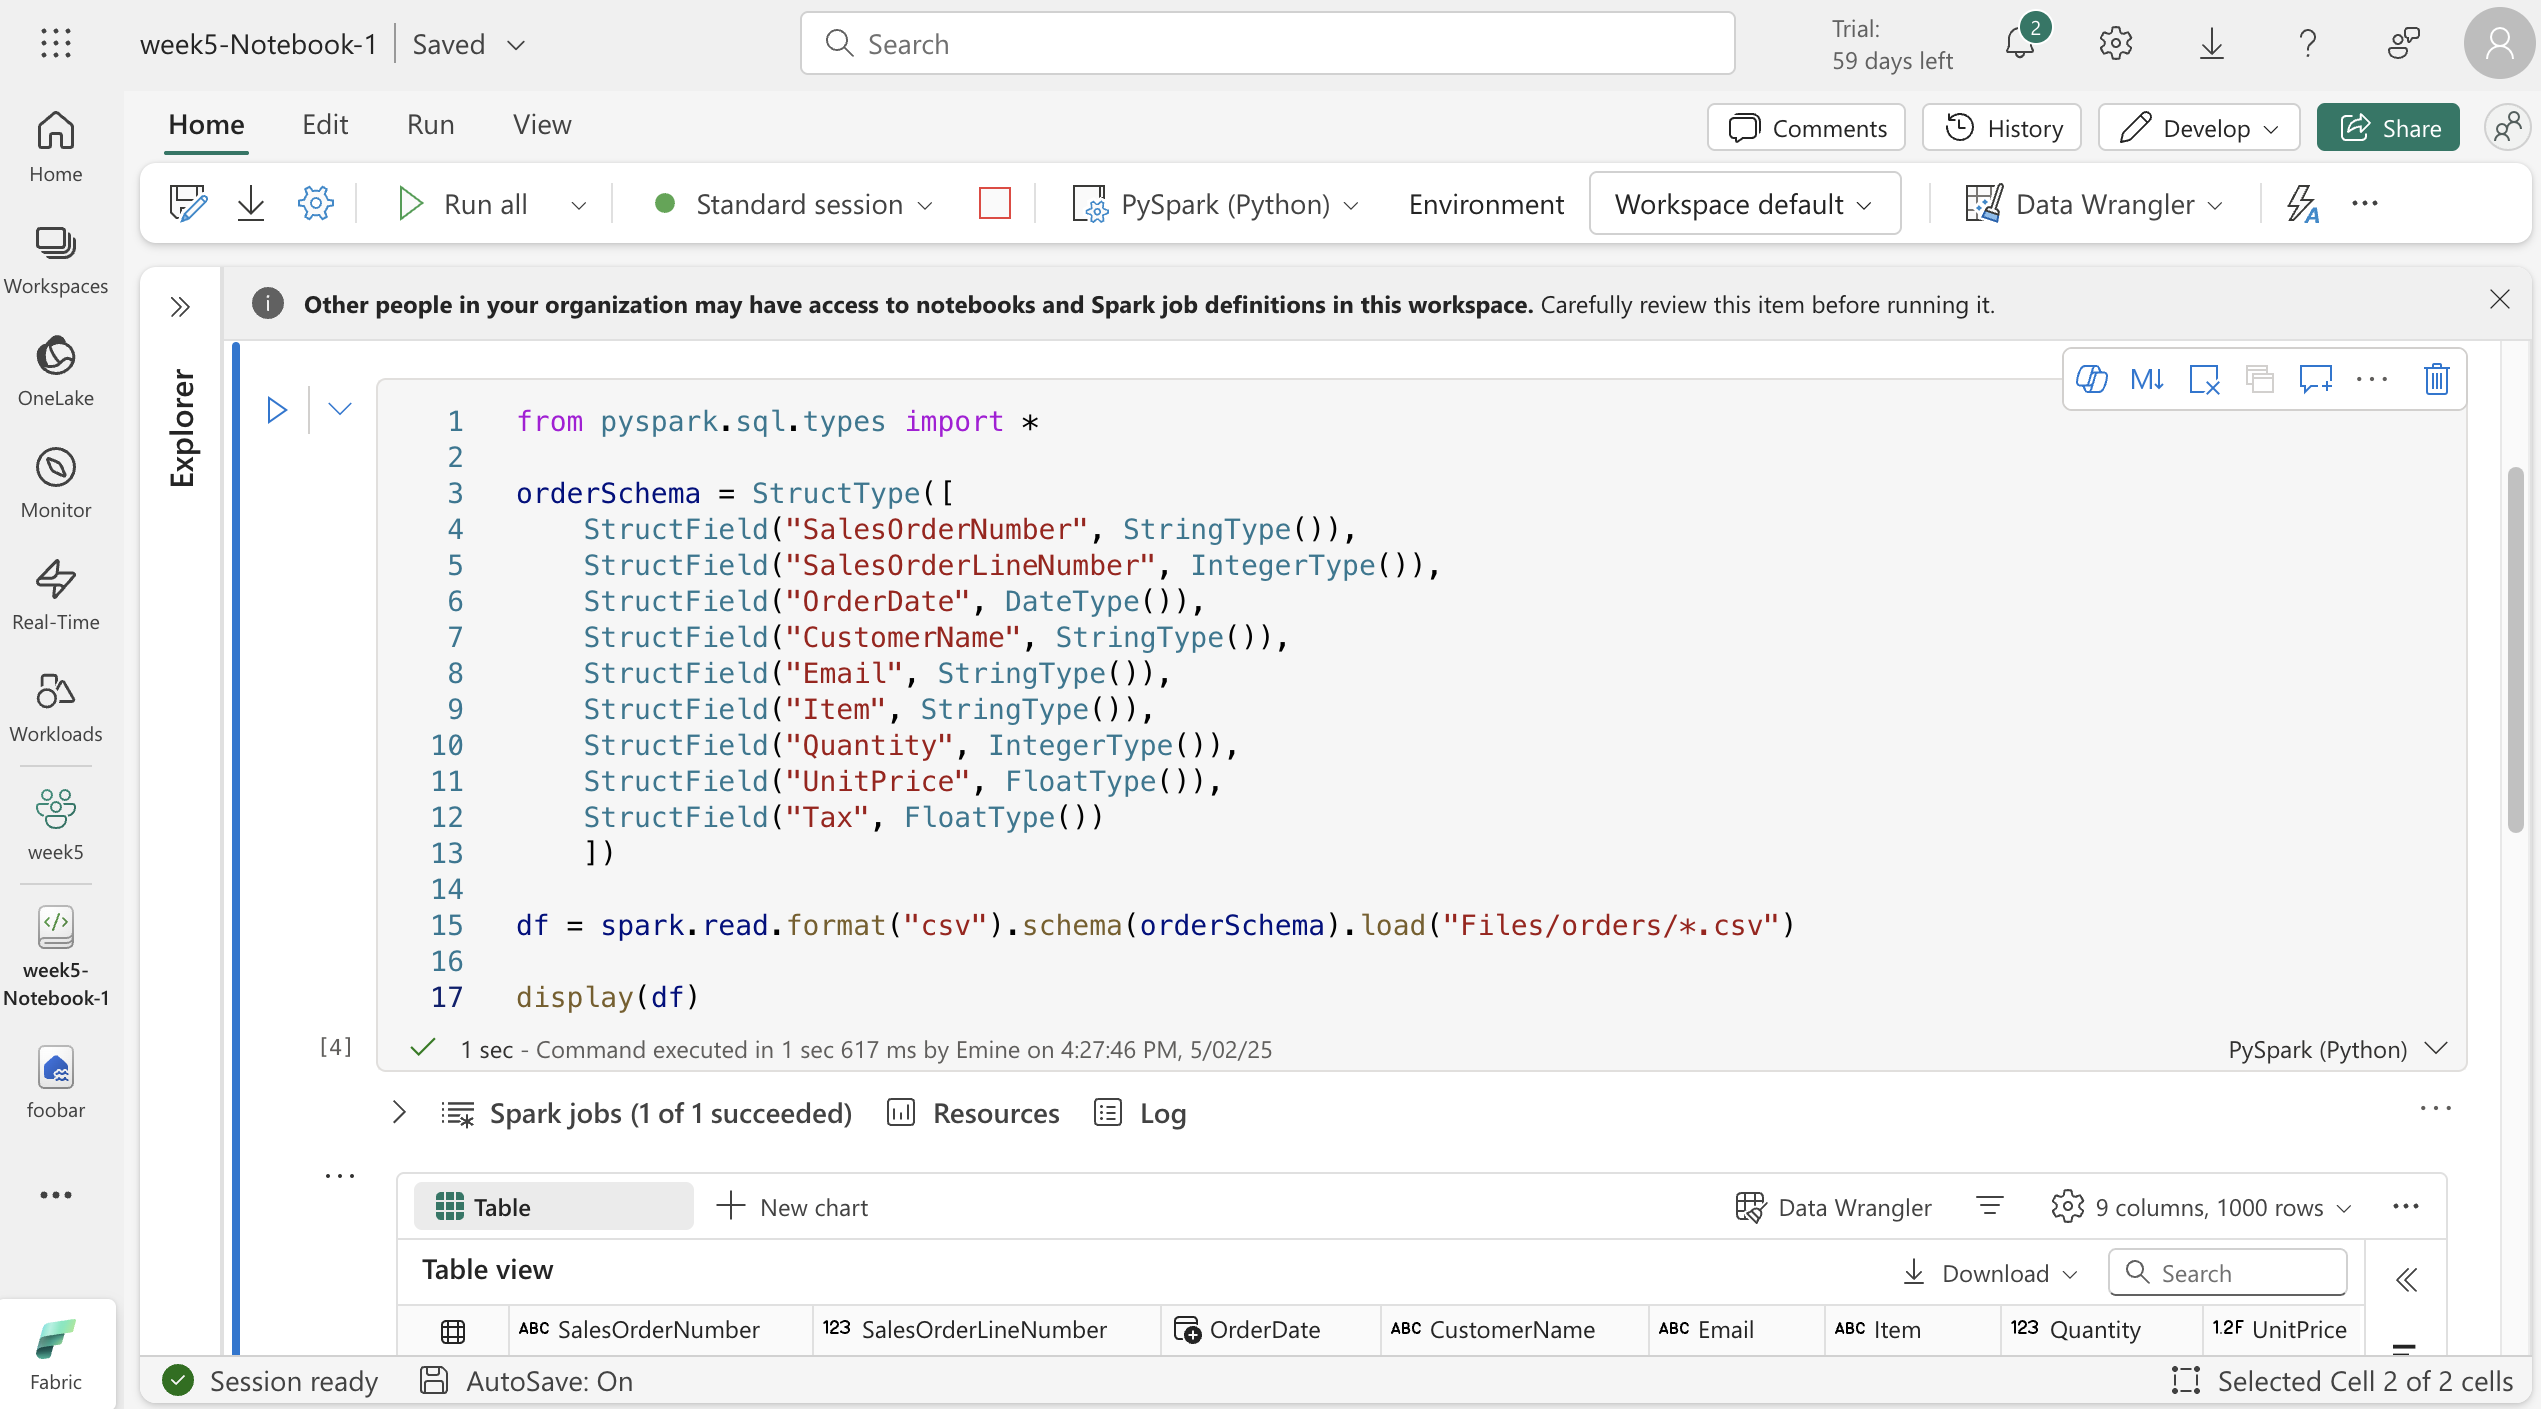 week5-Notebook-1 Saved
Search
Trial:
59 days left
2
Home
Workspaces
OneLake
Monitor
Real-Time
Workloads
week5
week5-
Notebook-1
foobar
Fabric
Home Edit Run View
Comments History Develop Share
Run all Standard session PySpark (Python) Environment Workspace default Data Wrangler
Explorer
Other people in your organization may have access to notebooks and Spark job definitions in this workspace. Carefully review this item before running it.
M↓
1 from pyspark.sql.types import *
2
3 orderSchema = StructType([
4     StructField("SalesOrderNumber", StringType()),
5     StructField("SalesOrderLineNumber", IntegerType()),
6     StructField("OrderDate", DateType()),
7     StructField("CustomerName", StringType()),
8     StructField("Email", StringType()),
9     StructField("Item", StringType()),
10     StructField("Quantity", IntegerType()),
11     StructField("UnitPrice", FloatType()),
12     StructField("Tax", FloatType())
13     ])
14
15 df = spark.read.format("csv").schema(orderSchema).load("Files/orders/*.csv")
16
17 display(df)
[4] 1 sec - Command executed in 1 sec 617 ms by Emine on 4:27:46 PM, 5/02/25 PySpark (Python)
Spark jobs (1 of 1 succeeded) Resources Log
Table New chart Data Wrangler 9 columns, 1000 rows
Table view Download Search
ABC SalesOrderNumber 123 SalesOrderLineNumber OrderDate ABC CustomerName ABC Email ABC Item 123 Quantity 1.2F UnitPrice
Session ready AutoSave: On Selected Cell 2 of 2 cells